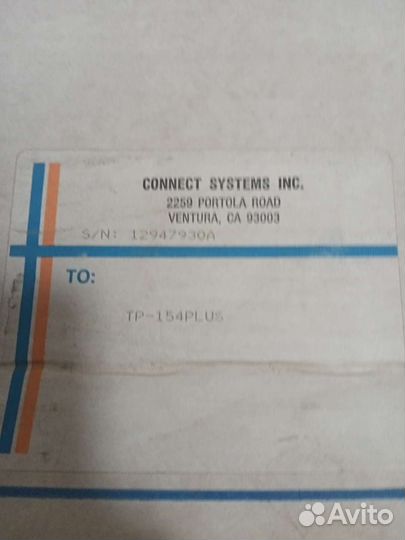 CONNECT SYSTEMS INC.
2259 PORTOLA ROAD
VENTURA, CA 93003
S/N: 12947930A
TO:
TP-154PLUS
Avito